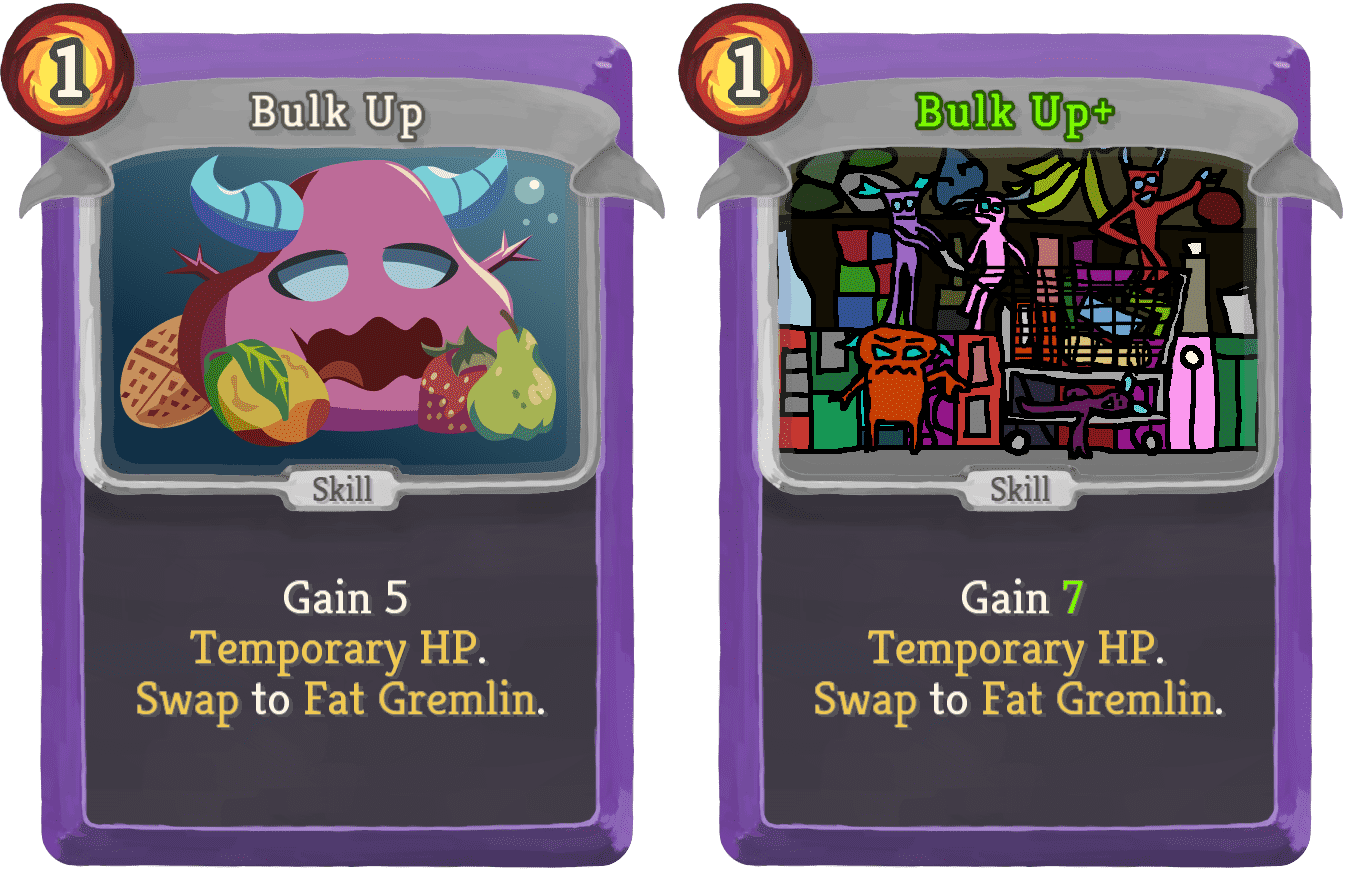 1
Bulk Up
Skill
Gain 5
Temporary HP.
Swap to Fat Gremlin.
1
Bulk Up+
Skill
Gain 7
Temporary HP.
Swap to Fat Gremlin.